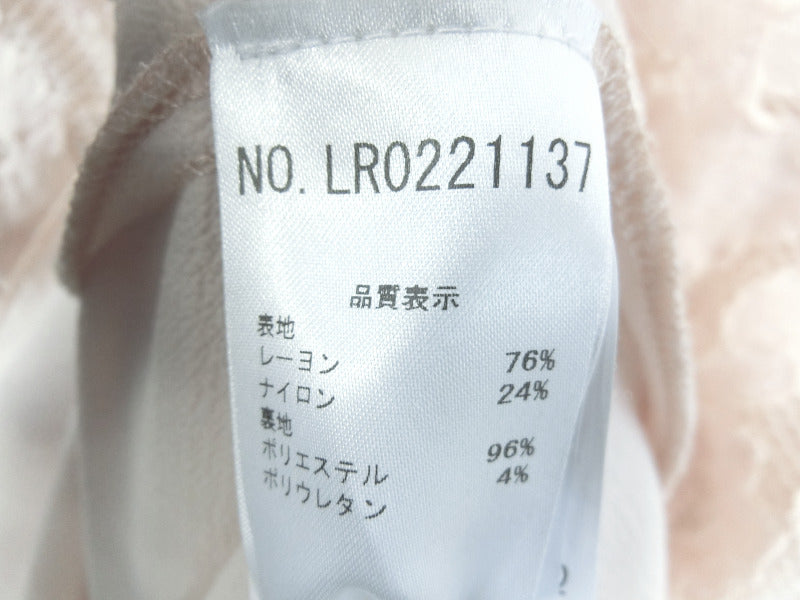 NO. LR0221137
品質表示
表地
レーヨン 76%
ナイロン 24%
裏地
ポリエステル 96%
ポリウレタン 4%